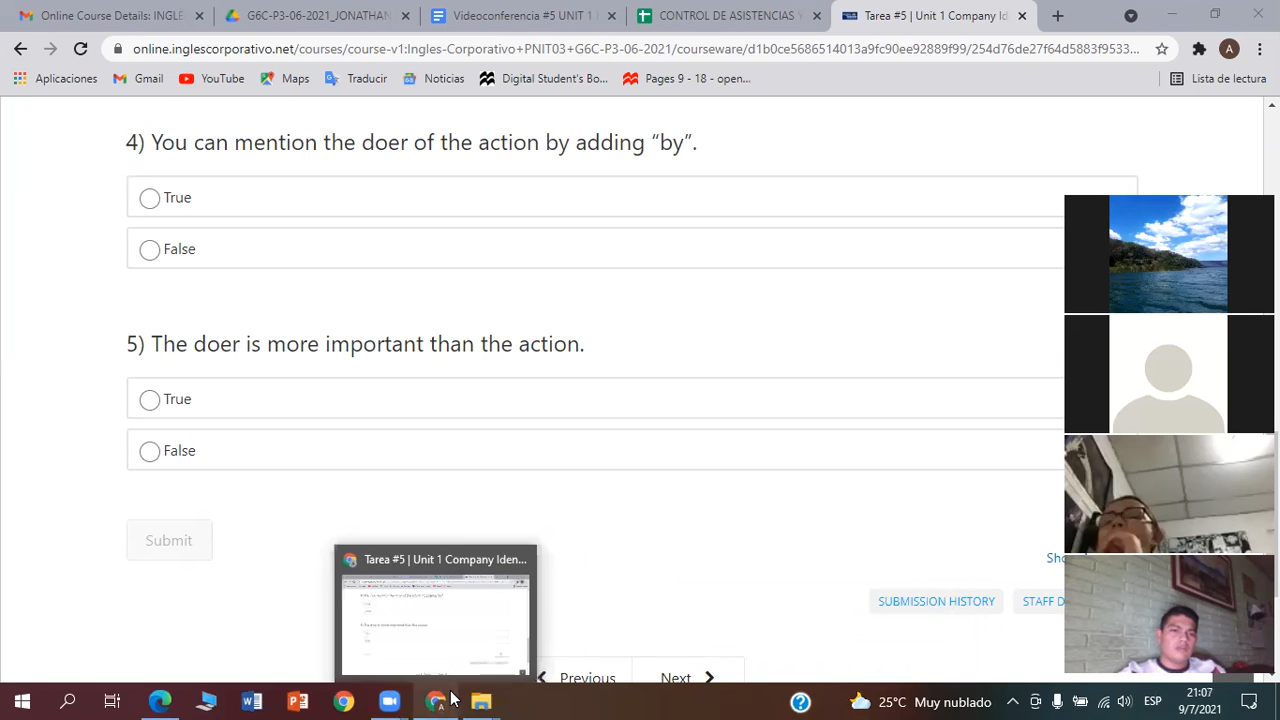 Online Course Details: INGLÉ
G6C-P3-06-2021_JONATHAN
Videoconferencia #5 UNIT 1
CONTROL DE ASISTENCIAS Y
Tarea #5 | Unit 1 Company Id
online.inglescorporativo.net/courses/course-v1:Ingles-Corporativo+PNIT03+G6C-P3-06-2021/courseware/d1b0ce5686514013a9fc90ee92889f99/254d76de27f64d5883f9533...
A
Aplicaciones
Gmail
YouTube
Maps
Traducir
Noticias
Digital Student's Bo...
Pages 9 - 18 - open...
Lista de lectura
4) You can mention the doer of the action by adding “by”.
True
False
5) The doer is more important than the action.
True
False
Submit
Tarea #5 | Unit 1 Company Iden...
Sho
SUBMISSION HISTORY
STAFF D
Previous
Next
25°C Muy nublado
ESP
21:07
9/7/2021